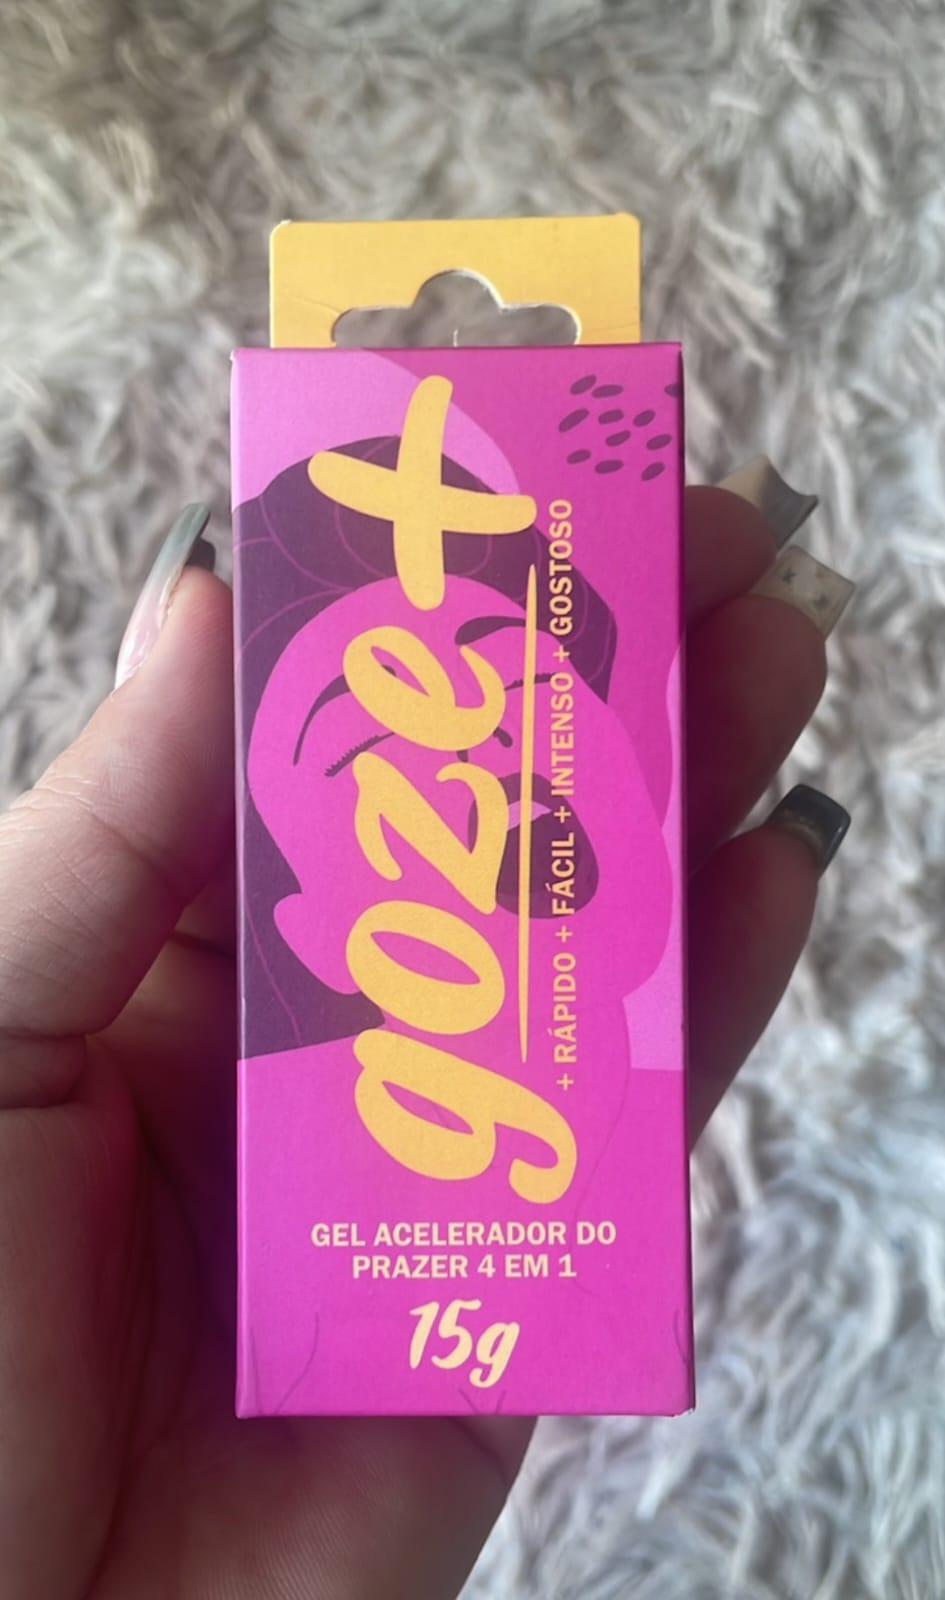 goze+
+ RÁPIDO + FÁCIL + INTENSO + GOSTOSO
GEL ACELERADOR DO
PRAZER 4 EM 1
15g